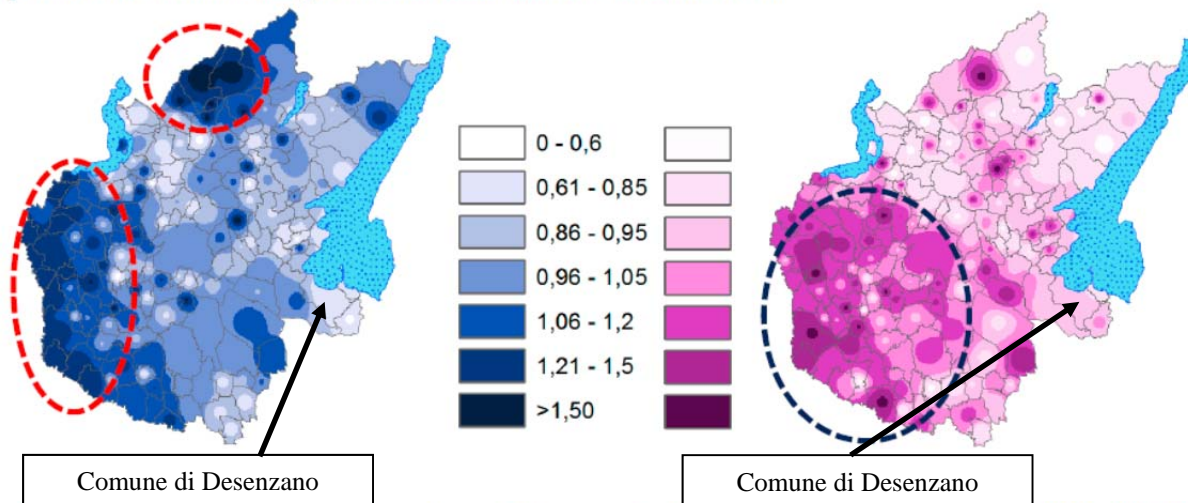 0 - 0,6
0,61 - 0,85
0,86 - 0,95
0,96 - 1,05
1,06 - 1,2
1,21 - 1,5
>1,50
Comune di Desenzano
Comune di Desenzano